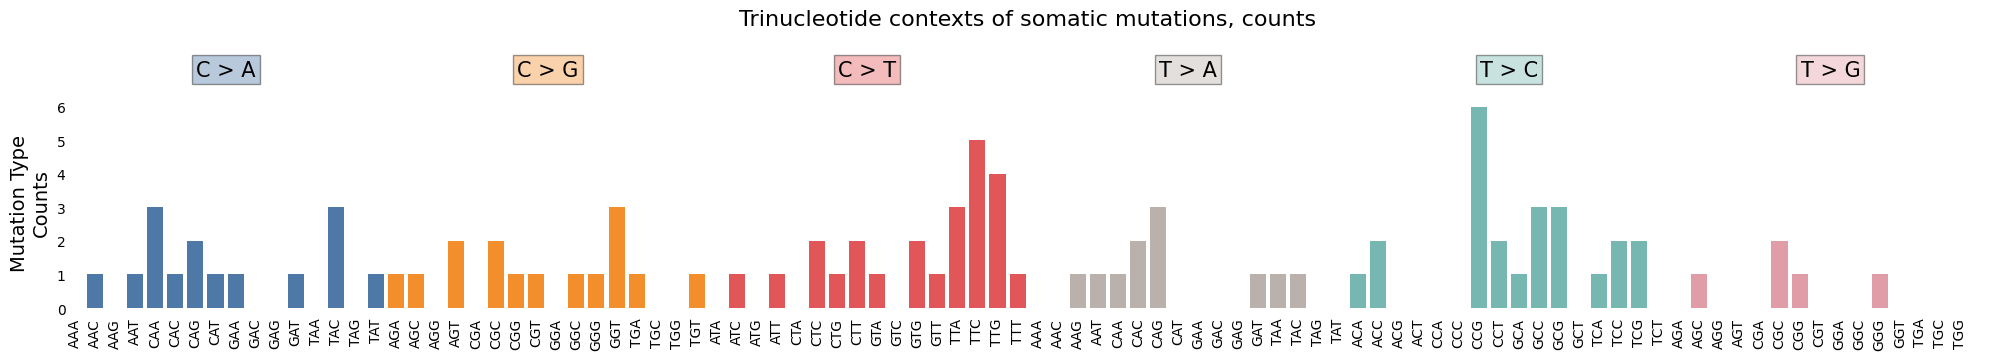 Trinucleotide contexts of somatic mutations, counts
C > A
C > G
C > T
T > A
T > C
T > G
Mutation Type
Counts
6
5
4
3
2
1
0
AAA
AAC
AAG
AAT
CAA
CAC
CAG
CAT
GAA
GAC
GAG
GAT
TAA
TAC
TAG
TAT
AGA
AGC
AGG
AGT
CGA
CGC
CGG
CGT
GGA
GGC
GGG
GGT
TGA
TGC
TGG
TGT
ATA
ATC
ATG
ATT
CTA
CTC
CTG
CTT
GTA
GTC
GTG
GTT
TTA
TTC
TTG
TTT
AAA
AAC
AAG
AAT
CAA
CAC
CAG
CAT
GAA
GAC
GAG
GAT
TAA
TAC
TAG
TAT
ACA
ACC
ACG
ACT
CCA
CCC
CCG
CCT
GCA
GCC
GCG
GCT
TCA
TCC
TCG
TCT
AGA
AGC
AGG
AGT
CGA
CGC
CGG
CGT
GGA
GGC
GGG
GGT
TGA
TGC
TGG